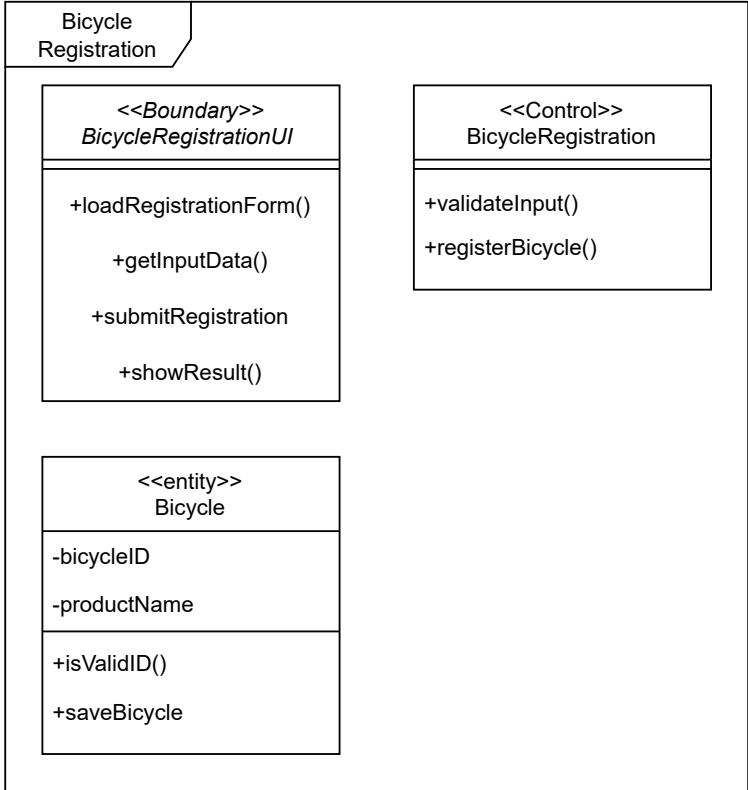 Bicycle
Registration
<<Boundary>>
BicycleRegistrationUI
+loadRegistrationForm()
+getInputData()
+submitRegistration
+showResult()
<<Control>>
BicycleRegistration
+validateInput()
+registerBicycle()
<<entity>>
Bicycle
-bicycleID
-productName
+isValidID()
+saveBicycle